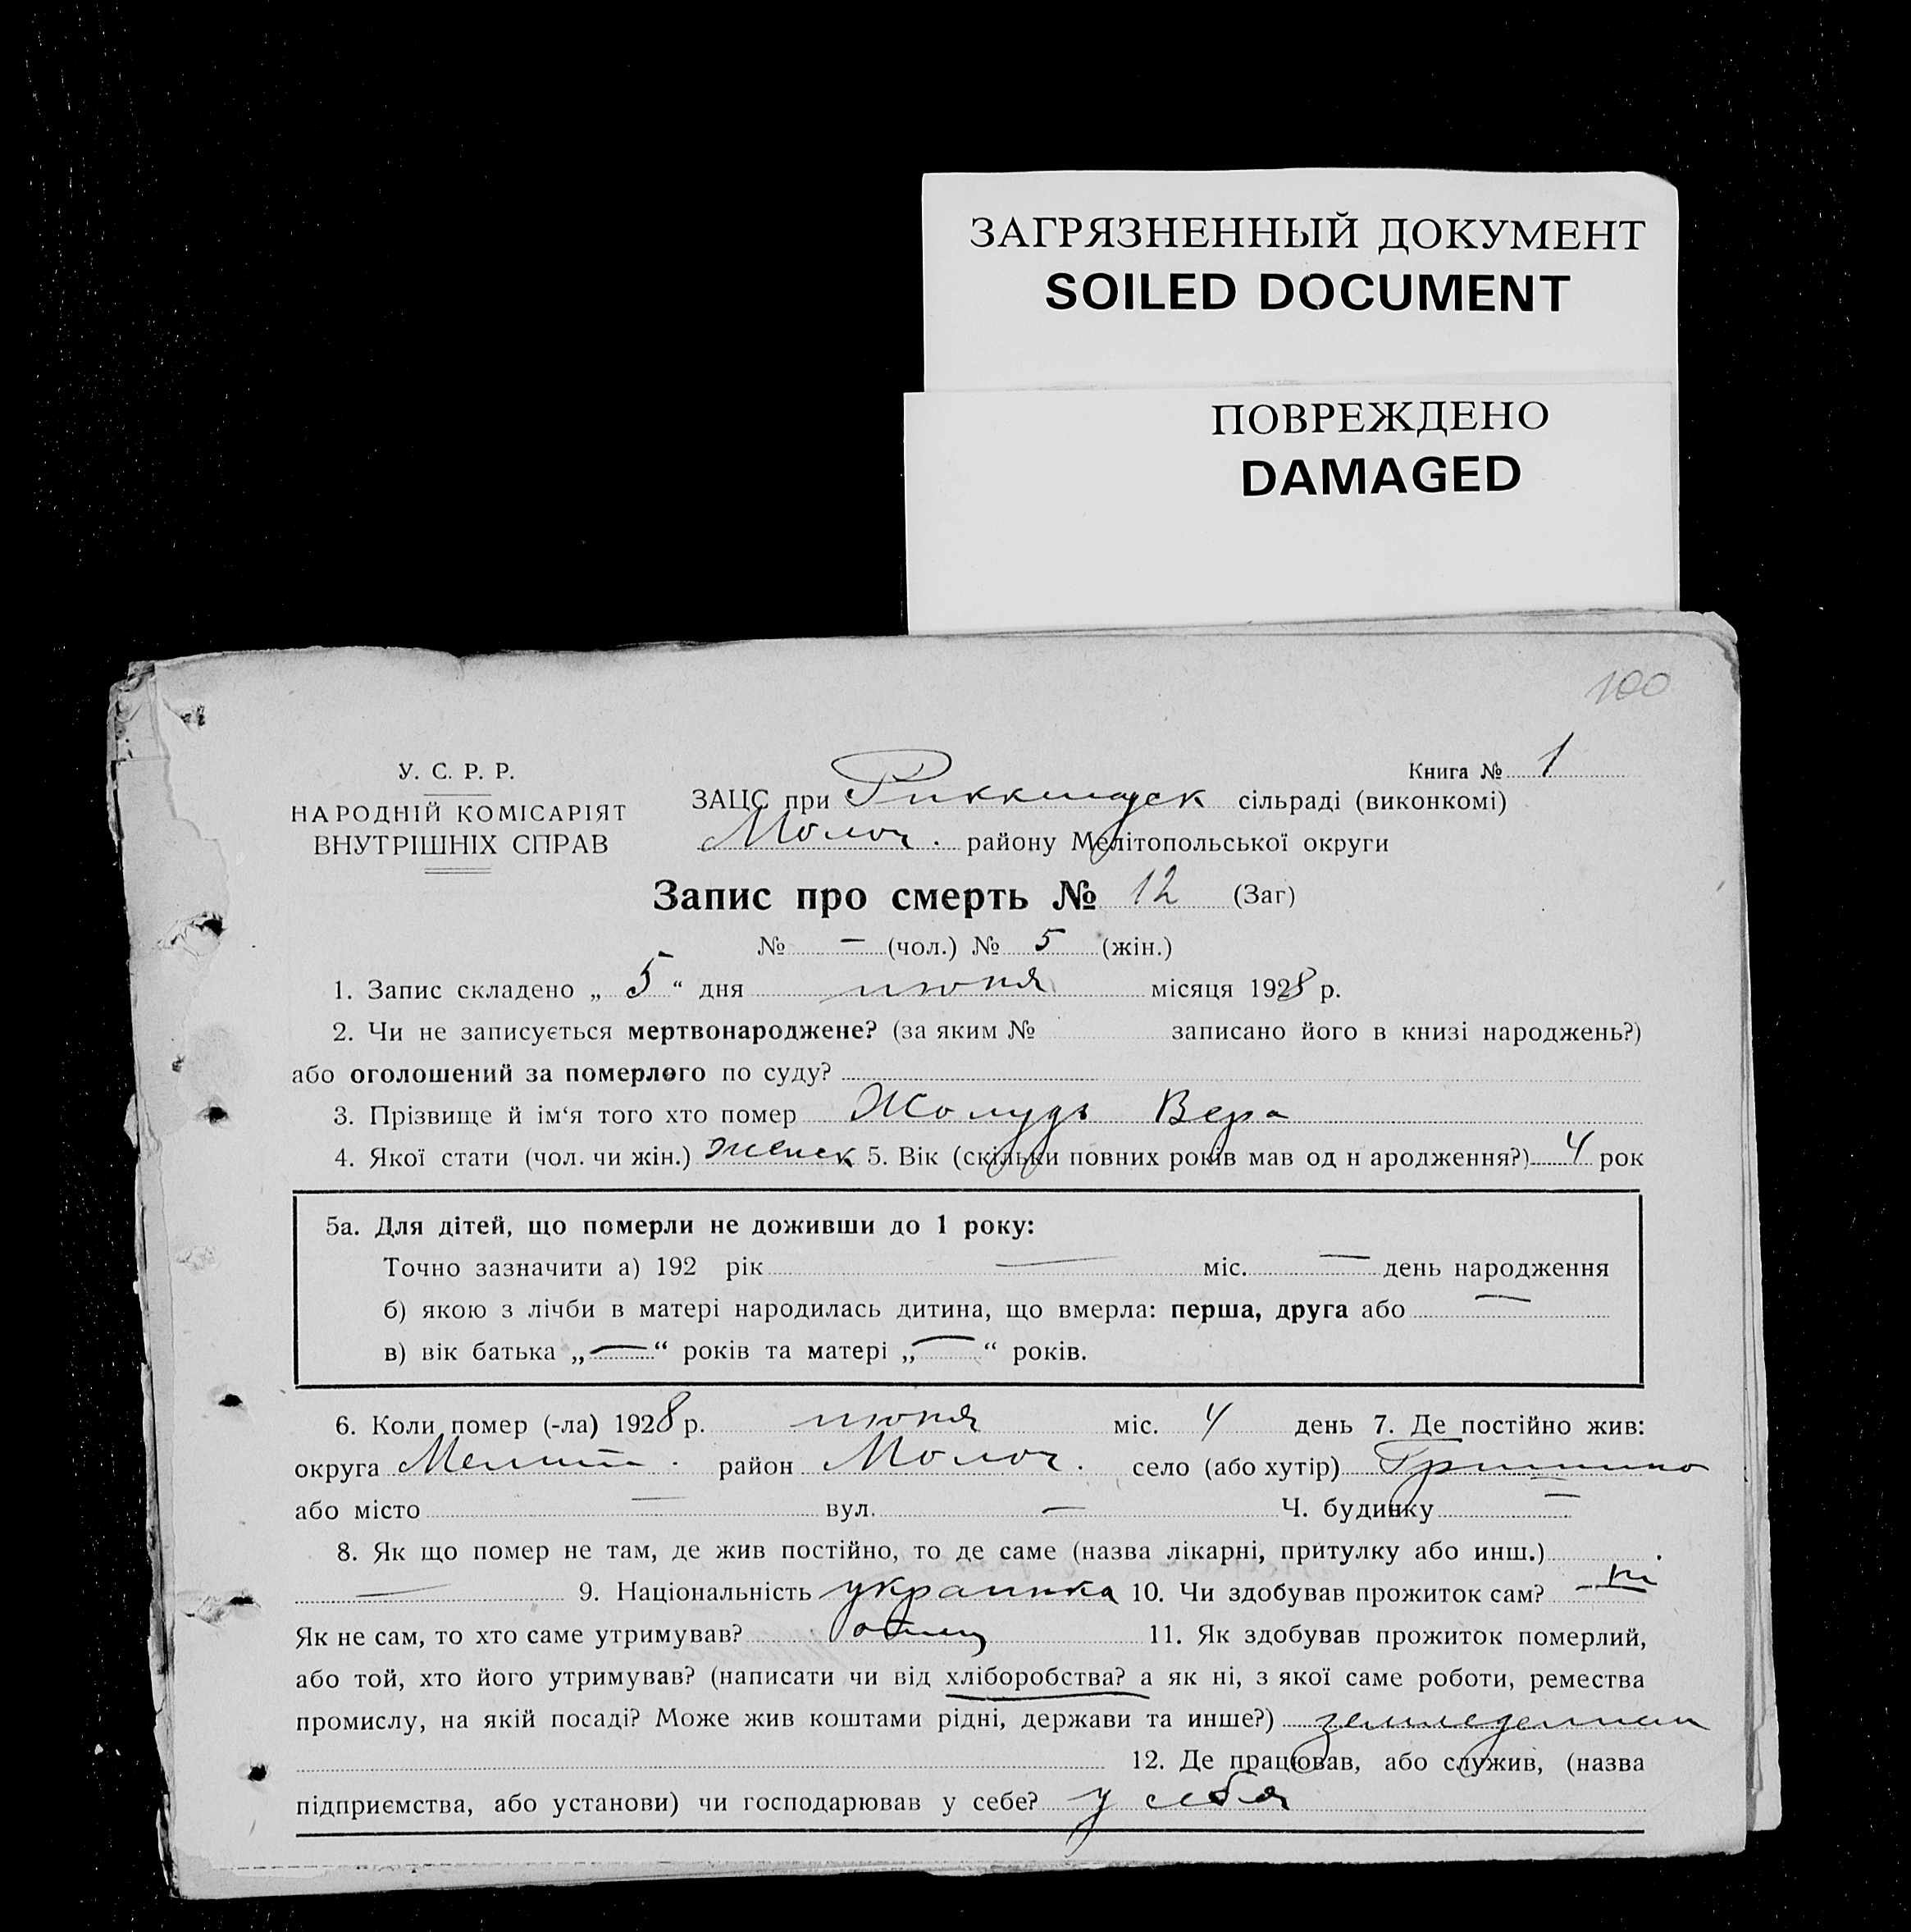 ЗАГРЯЗНЕННЫЙ ДОКУМЕНТ
SOILED DOCUMENT
ПОВРЕЖДЕНО
DAMAGED
100
У. С. Р. Р.
НАРОДНІЙ КОМІСАРІЯТ
ВНУТРІШНІХ СПРАВ
Книга № 1
ЗАЦС при сільраді (виконкомі)
Молоч. району Мелітопольської округи
Запис про смерть № 12 (Заг)
№ — (чол.) № 5 (жін.)
1. Запис складено „ 5 “ дня июня місяця 1928 р.
2. Чи не записується мертвонароджене? (за яким № записано його в книзі народжень?)
або оголошений за померлого по суду?
3. Прізвище й ім‘я того хто помер Жолудь Вера
4. Якої стати (чол. чи жін.) женск 5. Вік (скільки повних років мав од н ародження?) 4 рок
5а. Для дітей, що померли не доживши до 1 року:
Точно зазначити а) 192 рік — міс. — день народження
б) якою з лічби в матері народилась дитина, що вмерла: перша, друга або —
в) вік батька „—“ років та матері „—“ років.
6. Коли помер (-ла) 1928 р. июня міс. 4 день 7. Де постійно жив:
округа Мелит. район Молоч. село (або хутір)
або місто — вул. — Ч. будинку —
8. Як що помер не там, де жив постійно, то де саме (назва лікарні, притулку або инш.)
— 9. Національність украинка 10. Чи здобував прожиток сам? ні
Як не сам, то хто саме утримував? отец 11. Як здобував прожиток померлий,
або той, хто його утримував? (написати чи від хліборобства? а як ні, з якої саме роботи, ремества
промислу, на якій посаді? Може жив коштами рідні, держави та инше?)
12. Де працював, або служив, (назва
підприємства, або установи) чи господарював у себе? у себя